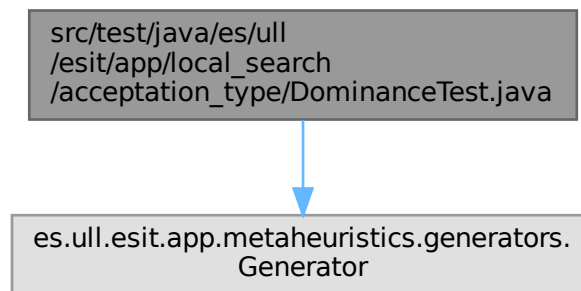 src/test/java/es/ull
/esit/app/local_search
/acceptation_type/DominanceTest.java
es.ull.esit.app.metaheuristics.generators.
Generator